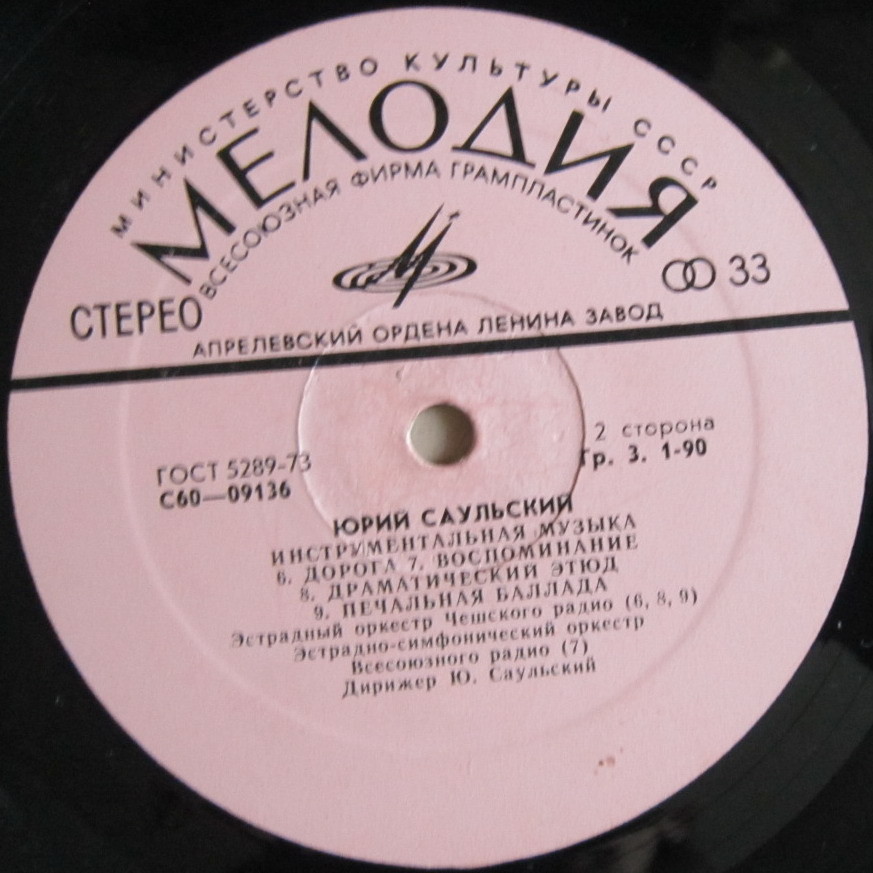 МИНИСТЕРСТВО КУЛЬТУРЫ СССР
МЕЛОДИЯ
ВСЕСОЮЗНАЯ ФИРМА ГРАМПЛАСТИНОК
СТЕРЕО
33
АПРЕЛЕВСКИЙ ОРДЕНА ЛЕНИНА ЗАВОД
ГОСТ 5289-73
С60—09136
2 сторона
Гр. 3. 1-90
ЮРИЙ САУЛЬСКИЙ
ИНСТРУМЕНТАЛЬНАЯ МУЗЫКА
6. ДОРОГА 7. ВОСПОМИНАНИЕ
8. ДРАМАТИЧЕСКИЙ ЭТЮД
9. ПЕЧАЛЬНАЯ БАЛЛАДА
Эстрадный оркестр Чешского радио (6, 8, 9)
Эстрадно-симфонический оркестр
Всесоюзного радио (7)
Дирижер Ю. Саульский